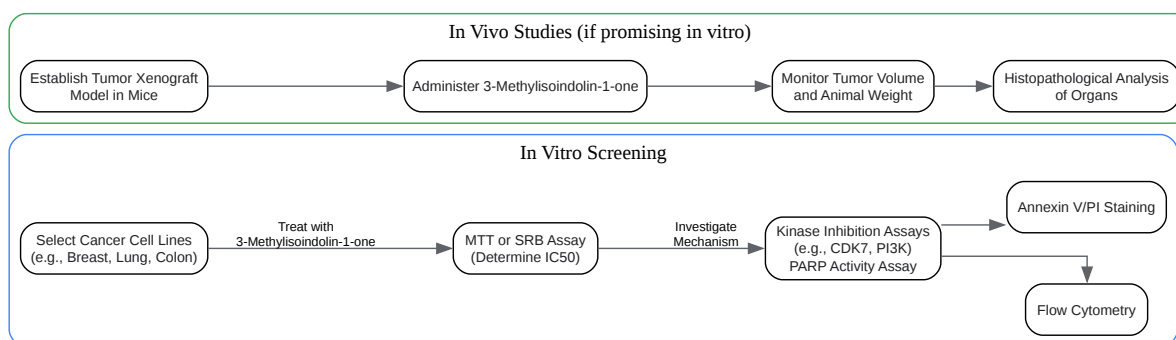 In Vivo Studies (if promising in vitro)
Establish Tumor Xenograft
Model in Mice
Administer 3-Methylisoindolin-1-one
Monitor Tumor Volume
and Animal Weight
Histopathological Analysis
of Organs
In Vitro Screening
Select Cancer Cell Lines
(e.g., Breast, Lung, Colon)
Treat with
3-Methylisoindolin-1-one
MTT or SRB Assay
(Determine IC50)
Investigate
Mechanism
Kinase Inhibition Assays
(e.g., CDK7, PI3K)
PARP Activity Assay
Annexin V/PI Staining
Flow Cytometry